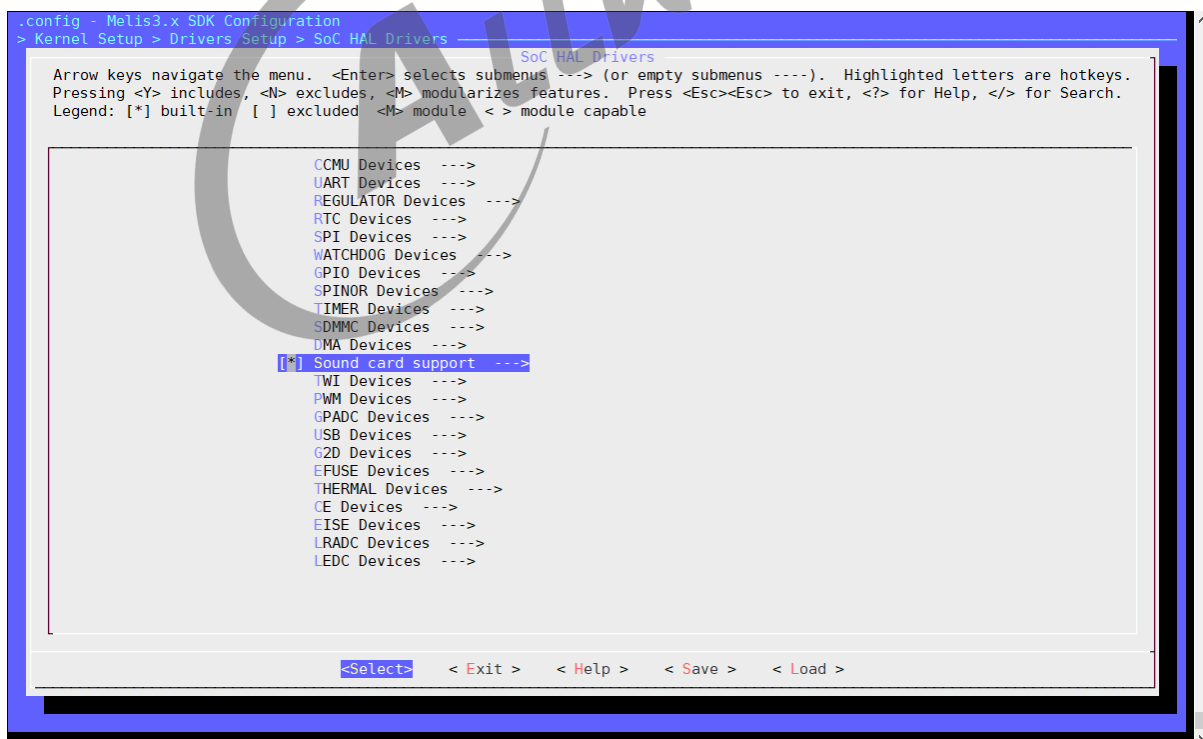 .config - Melis3.x SDK Configuration
> Kernel Setup > Drivers Setup > SoC HAL Drivers
SoC HAL Drivers
Arrow keys navigate the menu.  <Enter> selects submenus ---> (or empty submenus ----).  Highlighted letters are hotkeys.
Pressing <Y> includes, <N> excludes, <M> modularizes features.  Press <Esc><Esc> to exit, <?> for Help, </> for Search.
Legend: [*] built-in  [ ] excluded  <M> module  < > module capable
CCMU Devices  --->
UART Devices  --->
REGULATOR Devices  --->
RTC Devices  --->
SPI Devices  --->
WATCHDOG Devices  --->
GPIO Devices  --->
SPINOR Devices  --->
TIMER Devices  --->
SDMMC Devices  --->
DMA Devices  --->
[*] Sound card support  --->
TWI Devices  --->
PWM Devices  --->
GPADC Devices  --->
USB Devices  --->
G2D Devices  --->
EFUSE Devices  --->
THERMAL Devices  --->
CE Devices  --->
EISE Devices  --->
LRADC Devices  --->
LEDC Devices  --->
<Select>    < Exit >    < Help >    < Save >    < Load >